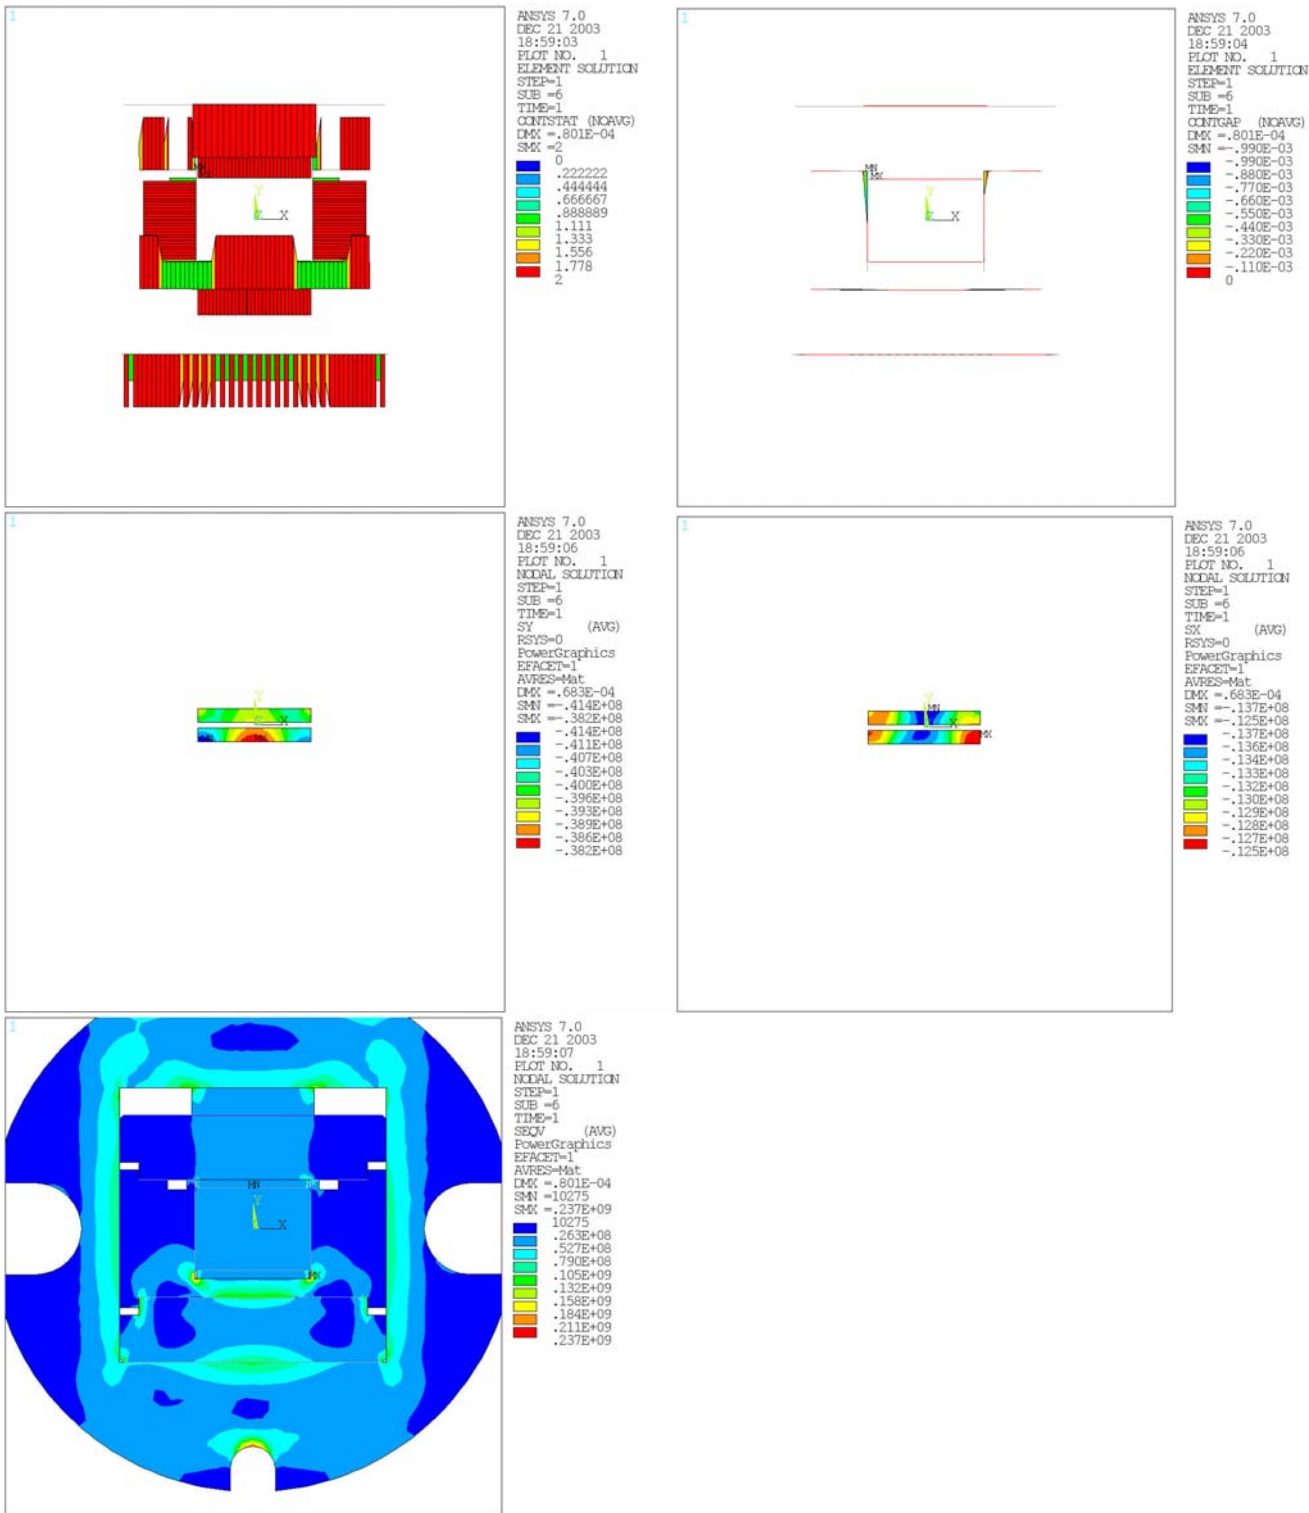 1
ANSYS 7.0
DEC 21 2003
18:59:03
PLOT NO. 1
ELEMENT SOLUTION
STEP=1
SUB =6
TIME=1
CONTSTAT (NOAVG)
DMX =.801E-04
SMX =2
0
.222222
.444444
.666667
.888889
1.111
1.333
1.556
1.778
2
MN
Y
Z X
1
ANSYS 7.0
DEC 21 2003
18:59:04
PLOT NO. 1
ELEMENT SOLUTION
STEP=1
SUB =6
TIME=1
CONTGAP (NOAVG)
DMX =.801E-04
SMN =-.990E-03
-.990E-03
-.880E-03
-.770E-03
-.660E-03
-.550E-03
-.440E-03
-.330E-03
-.220E-03
-.110E-03
0
MN
MX
Y
Z X
1
ANSYS 7.0
DEC 21 2003
18:59:06
PLOT NO. 1
NODAL SOLUTION
STEP=1
SUB =6
TIME=1
SY (AVG)
RSYS=0
PowerGraphics
EFACET=1
AVRES=Mat
DMX =.683E-04
SMN =-.414E+08
SMX =-.382E+08
-.414E+08
-.411E+08
-.407E+08
-.403E+08
-.400E+08
-.396E+08
-.393E+08
-.389E+08
-.386E+08
-.382E+08
Y
Z X
MN MX
1
ANSYS 7.0
DEC 21 2003
18:59:06
PLOT NO. 1
NODAL SOLUTION
STEP=1
SUB =6
TIME=1
SX (AVG)
RSYS=0
PowerGraphics
EFACET=1
AVRES=Mat
DMX =.683E-04
SMN =-.137E+08
SMX =-.125E+08
-.137E+08
-.136E+08
-.134E+08
-.133E+08
-.132E+08
-.130E+08
-.129E+08
-.128E+08
-.127E+08
-.125E+08
Y
MN
X
MX
1
ANSYS 7.0
DEC 21 2003
18:59:07
PLOT NO. 1
NODAL SOLUTION
STEP=1
SUB =6
TIME=1
SEQV (AVG)
PowerGraphics
EFACET=1
AVRES=Mat
DMX =.801E-04
SMN =10275
SMX =.237E+09
10275
.263E+08
.527E+08
.790E+08
.105E+09
.132E+09
.158E+09
.184E+09
.211E+09
.237E+09
MN
Y
Z X
MX